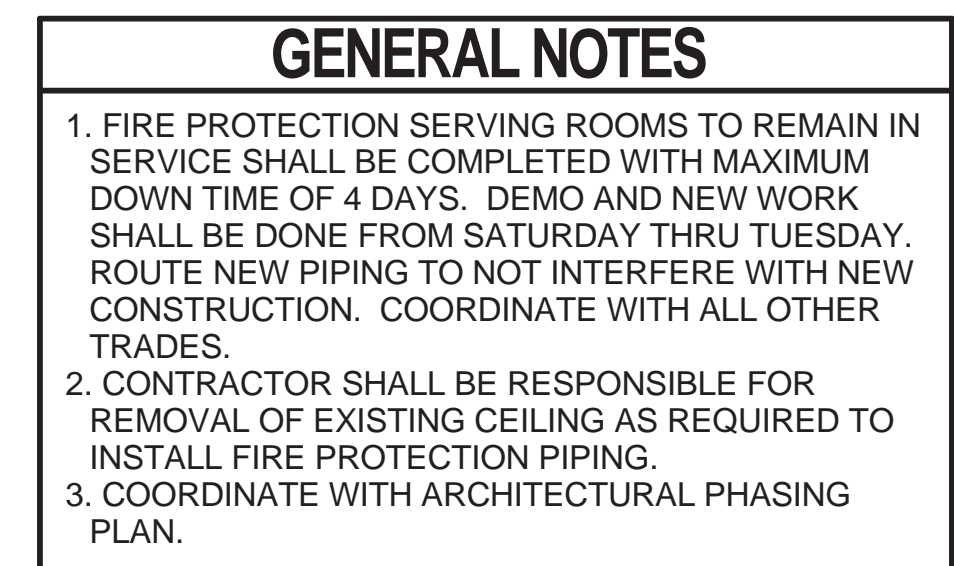 GENERAL NOTES
1. FIRE PROTECTION SERVING ROOMS TO REMAIN IN
SERVICE SHALL BE COMPLETED WITH MAXIMUM
DOWN TIME OF 4 DAYS.  DEMO AND NEW WORK
SHALL BE DONE FROM SATURDAY THRU TUESDAY.
ROUTE NEW PIPING TO NOT INTERFERE WITH NEW
CONSTRUCTION.  COORDINATE WITH ALL OTHER
TRADES.
2. CONTRACTOR SHALL BE RESPONSIBLE FOR
REMOVAL OF EXISTING CEILING AS REQUIRED TO
INSTALL FIRE PROTECTION PIPING.
3. COORDINATE WITH ARCHITECTURAL PHASING
PLAN.